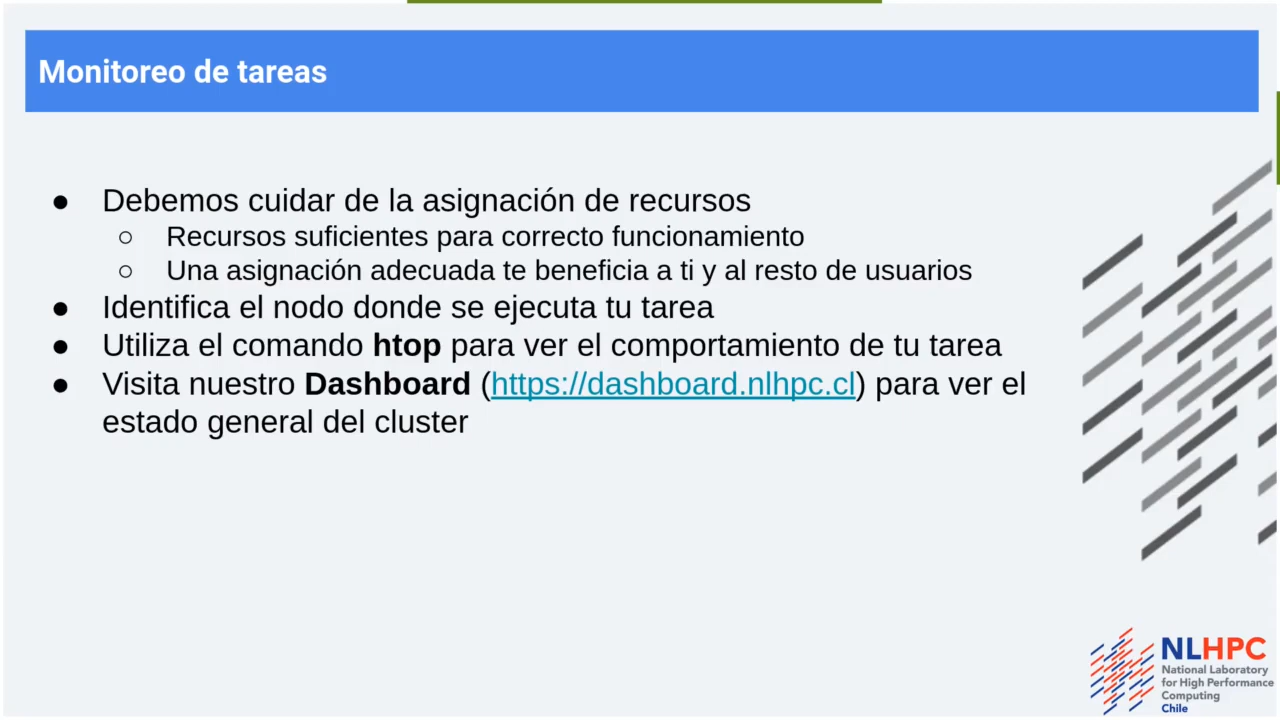 Monitoreo de tareas
● Debemos cuidar de la asignación de recursos
○ Recursos suficientes para correcto funcionamiento
○ Una asignación adecuada te beneficia a ti y al resto de usuarios
● Identifica el nodo donde se ejecuta tu tarea
● Utiliza el comando htop para ver el comportamiento de tu tarea
● Visita nuestro Dashboard (https://dashboard.nlhpc.cl) para ver el
estado general del cluster
NLHPC
National Laboratory
for High Performance
Computing
Chile